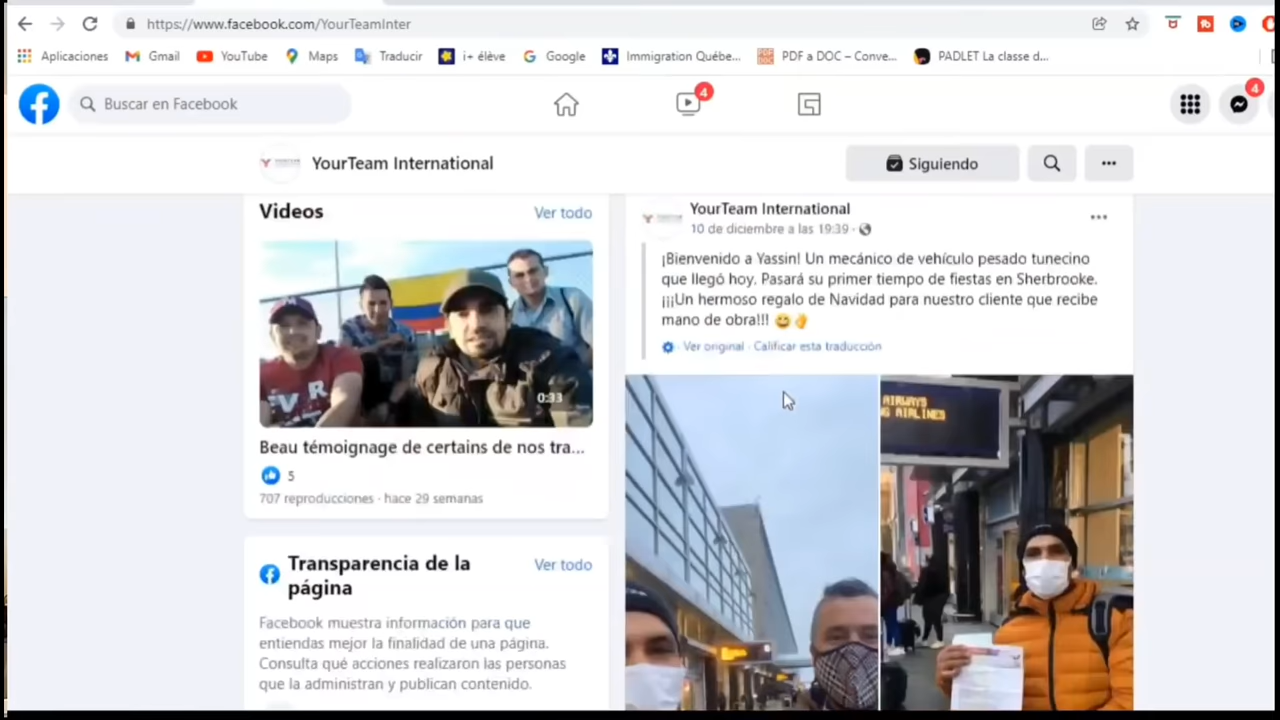 https://www.facebook.com/YourTeamInter
Aplicaciones
Gmail
YouTube
Maps
Traducir
i+ élève
Google
Immigration Québe...
PDF a DOC – Conve...
PADLET La classe d...
Buscar en Facebook
4
4
YourTeam International
Siguiendo
Videos
Ver todo
0:33
Beau témoignage de certains de nos tra...
5
707 reproducciones · hace 29 semanas
Transparencia de la
página
Ver todo
Facebook muestra información para que
entiendas mejor la finalidad de una página.
Consulta qué acciones realizaron las personas
que la administran y publican contenido.
YourTeam International
10 de diciembre a las 19:39 ·
¡Bienvenido a Yassin! Un mecánico de vehículo pesado tunecino
que llegó hoy. Pasará su primer tiempo de fiestas en Sherbrooke.
¡¡¡Un hermoso regalo de Navidad para nuestro cliente que recibe
mano de obra!!! 😄👌
· Ver original · Calificar esta traducción
AIRWAYS
AIRLINES